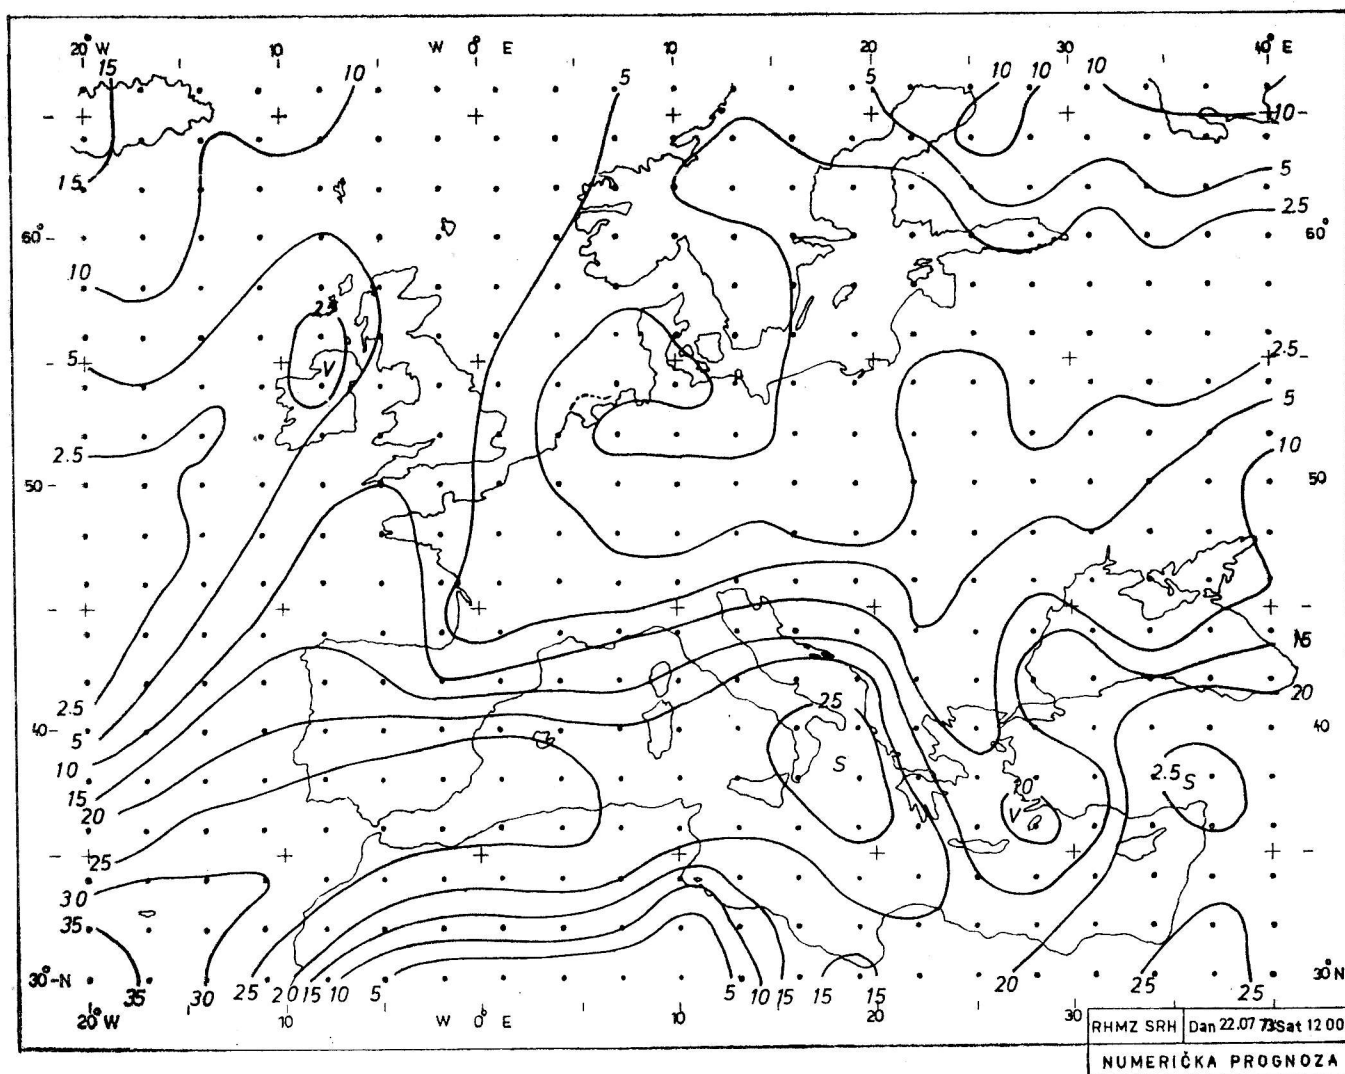 20° W W 0° E 10 20 30 40° E
15 10 5 5 10 10 10
10
15 5
2.5
60° 60°
10
2.5
5 2.5
V 5
10
2.5
50 50
15
2.5 20
5 25
40 40
10 S 2.5 S
15 10
20 V
25
30
35
30° N 30° N
35 30 25 20 15 10 5 5 10 15 15 15 20 25 25
20° W 10 W 0° E 10 20 30
RHMZ SRH Dan 22.07 73 Sat 12 00
NUMERIČKA PROGNOZA